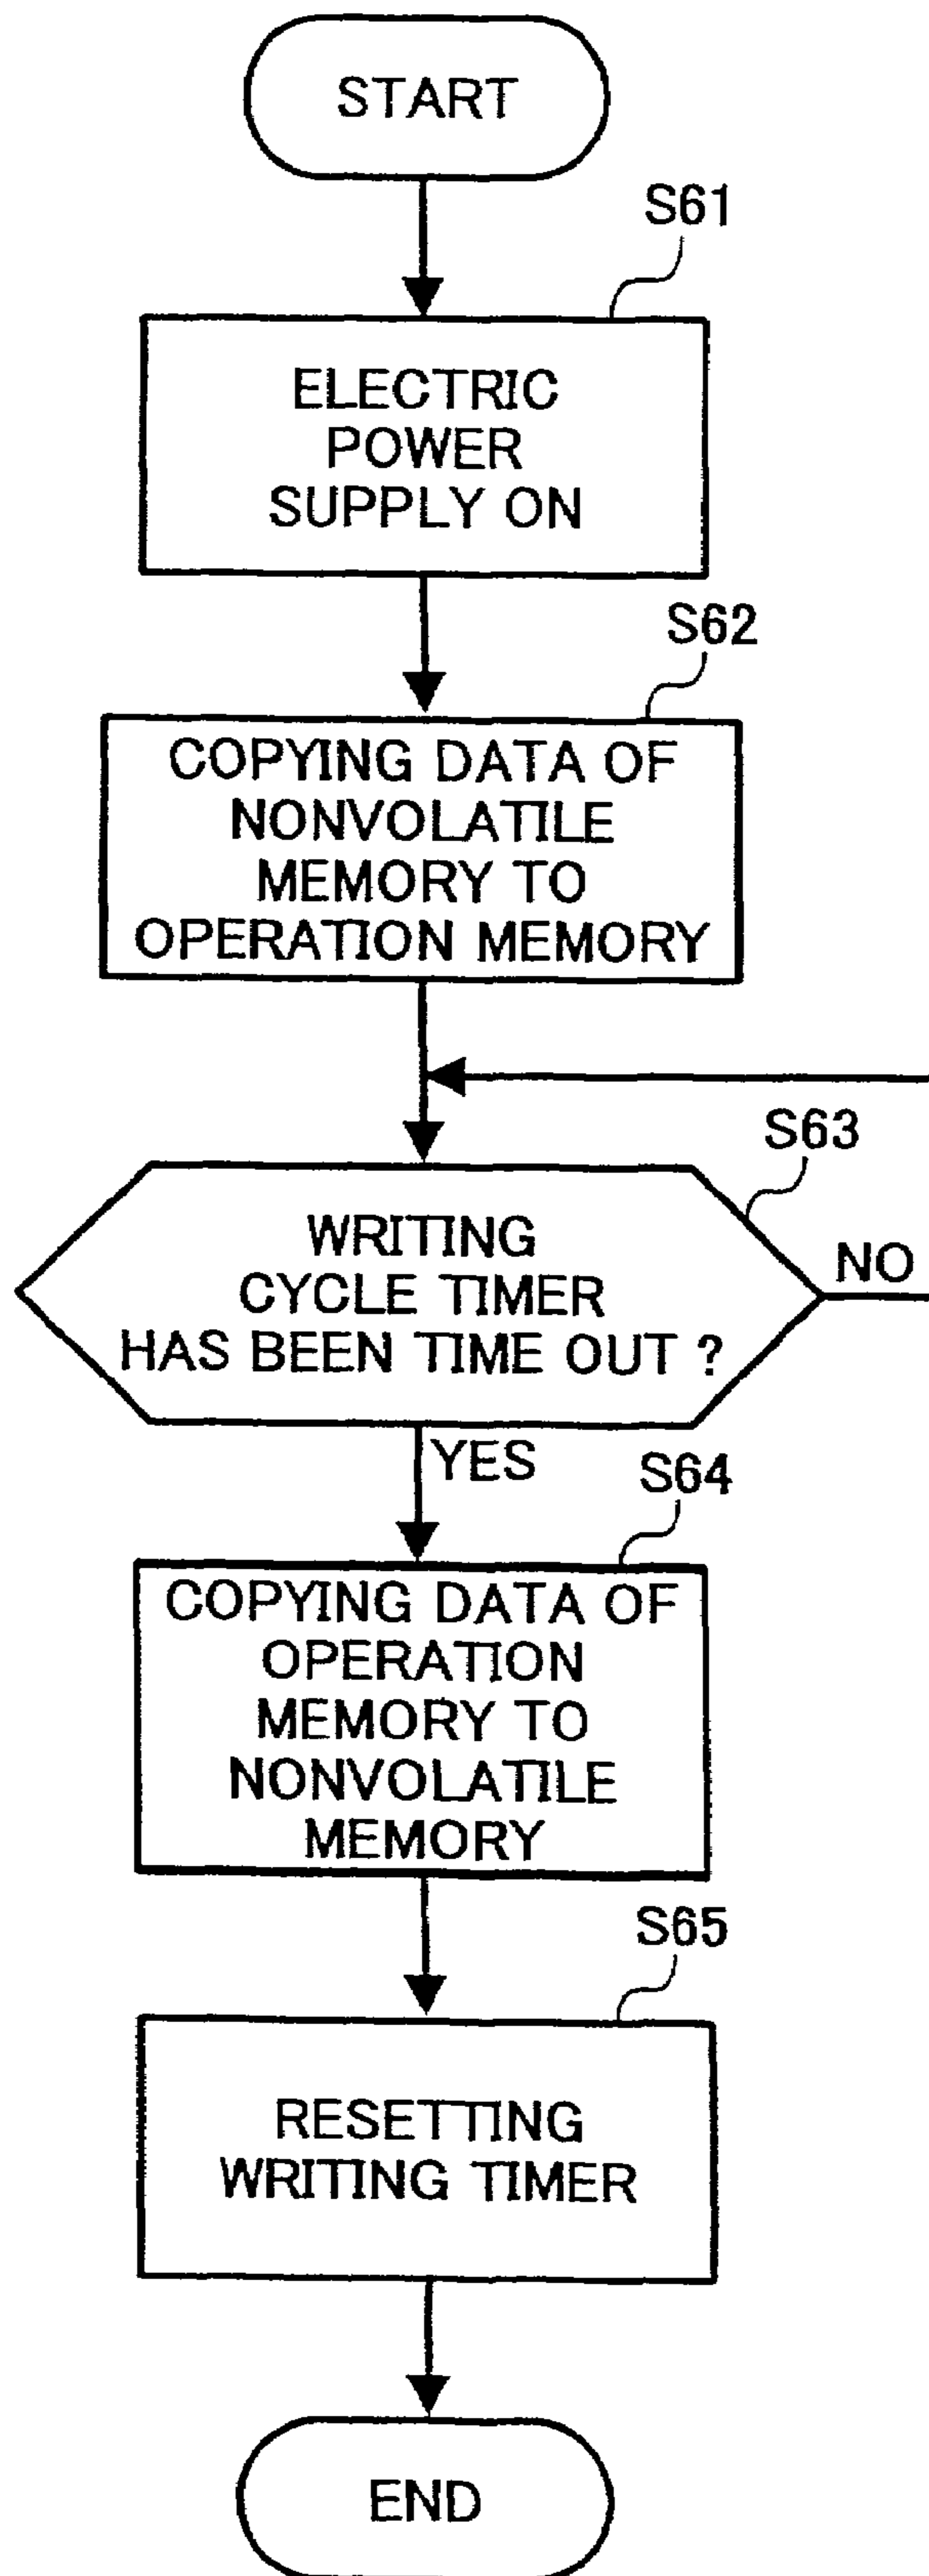 START
S61
ELECTRIC
POWER
SUPPLY ON
S62
COPYING DATA OF
NONVOLATILE
MEMORY TO
OPERATION MEMORY
S63
WRITING
CYCLE TIMER
HAS BEEN TIME OUT ?
NO
YES
S64
COPYING DATA OF
OPERATION
MEMORY TO
NONVOLATILE
MEMORY
S65
RESETTING
WRITING TIMER
END